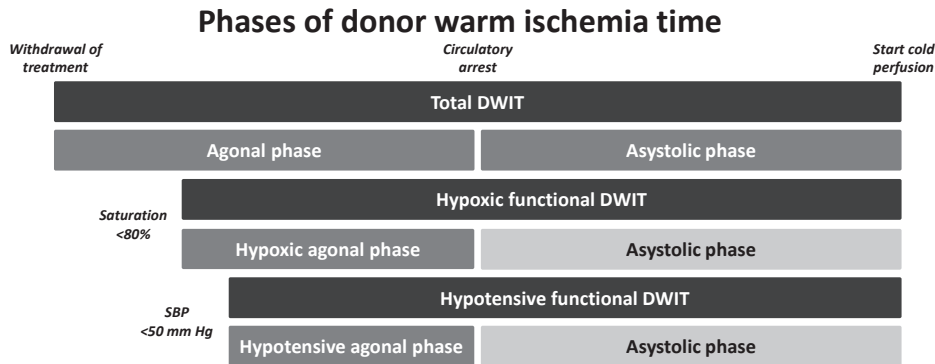 Phases of donor warm ischemia time
Withdrawal of
treatment
Circulatory
arrest
Start cold
perfusion
Total DWIT
Agonal phase
Asystolic phase
Hypoxic functional DWIT
Saturation
<80%
Hypoxic agonal phase
Asystolic phase
Hypotensive functional DWIT
SBP
<50 mm Hg
Hypotensive agonal phase
Asystolic phase